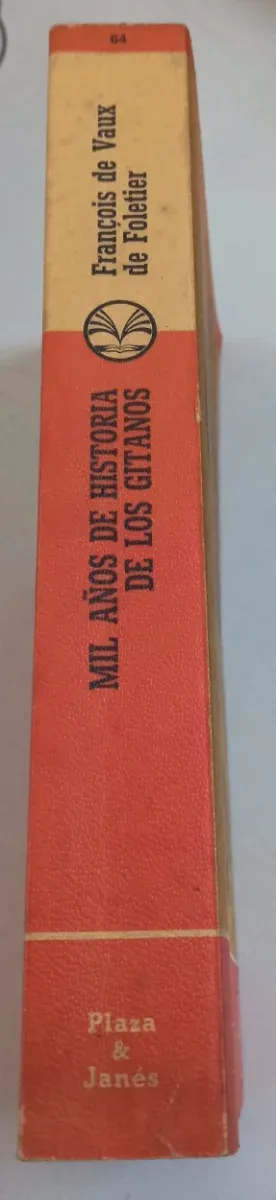 64
François de Vaux
de Foletier
MIL AÑOS DE HISTORIA
DE LOS GITANOS
Plaza
&
Janés